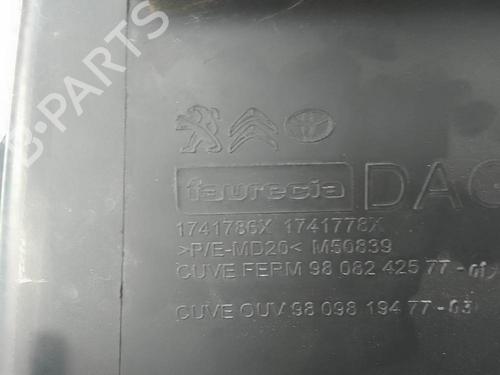 B-PARTS
faurecia DAC
1741786X 1741778X
>P/E-MD20< M50839
CUVE FERM 98 082 425 77-01
CUVE OUV 98 098 194 77-03